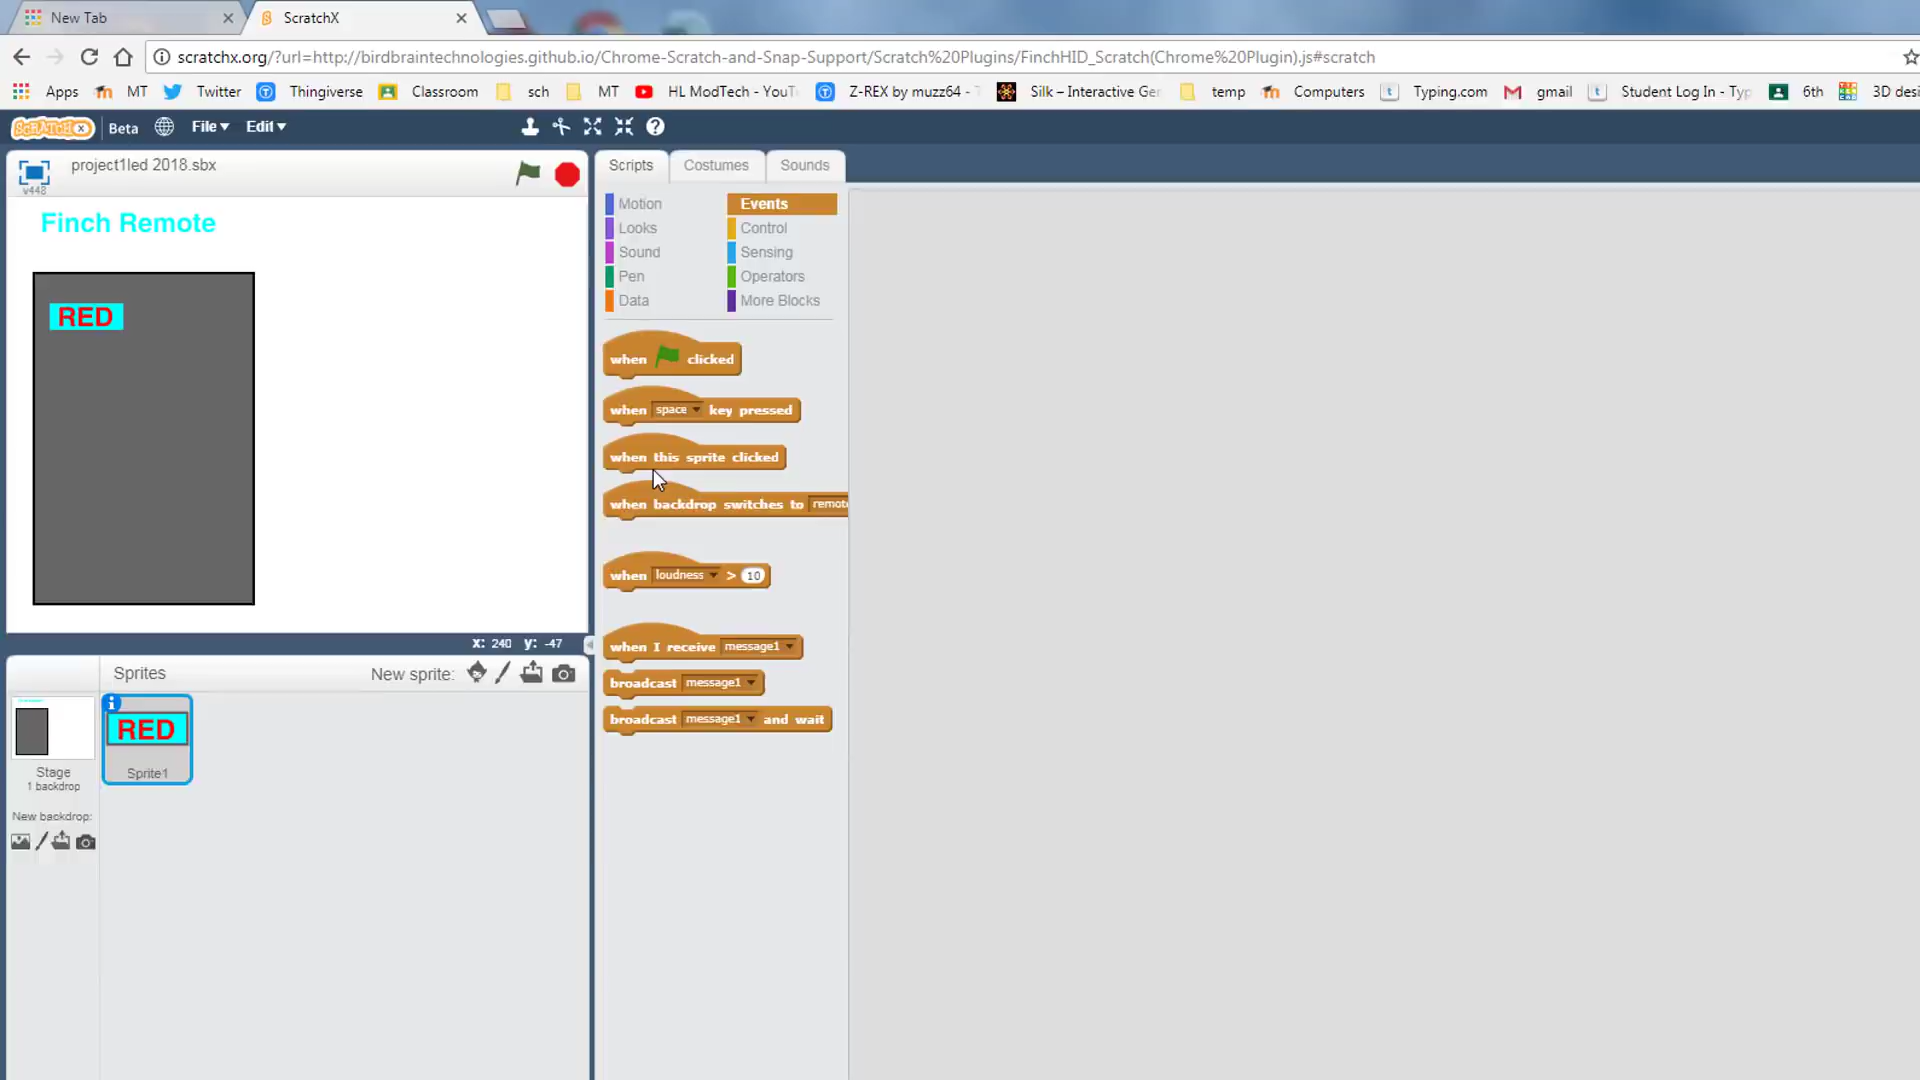 New Tab
ScratchX
scratchx.org/?url=http://birdbraintechnologies.github.io/Chrome-Scratch-and-Snap-Support/Scratch%20Plugins/FinchHID_Scratch(Chrome%20Plugin).js#scratch
Apps MT Twitter Thingiverse Classroom sch MT HL ModTech - YouT Z-REX by muzz64 - T Silk – Interactive Ger temp Computers Typing.com gmail Student Log In - Typ 6th 3D desi
SCRATCH X Beta File Edit
project1led 2018.sbx
v448
Finch Remote
RED
x: 240 y: -47
Sprites New sprite:
Stage
1 backdrop
New backdrop:
RED
Sprite1
Scripts Costumes Sounds
Motion Events
Looks Control
Sound Sensing
Pen Operators
Data More Blocks
when clicked
when space key pressed
when this sprite clicked
when backdrop switches to remot
when loudness > 10
when I receive message1
broadcast message1
broadcast message1 and wait